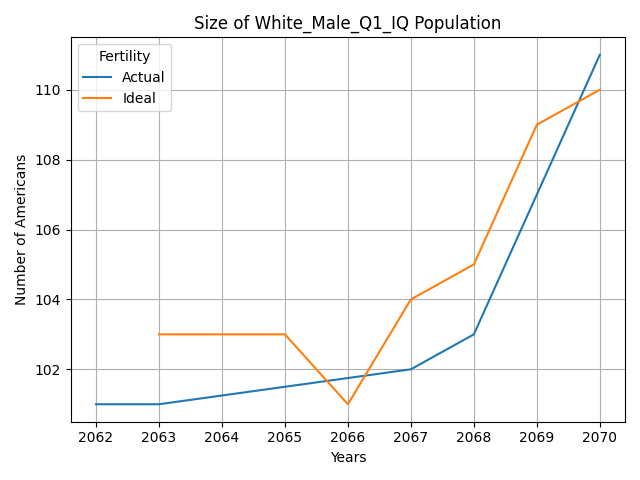 Size of White_Male_Q1_IQ Population
Fertility
Actual
Ideal
Number of Americans
110
108
106
104
102
2062 2063 2064 2065 2066 2067 2068 2069 2070
Years